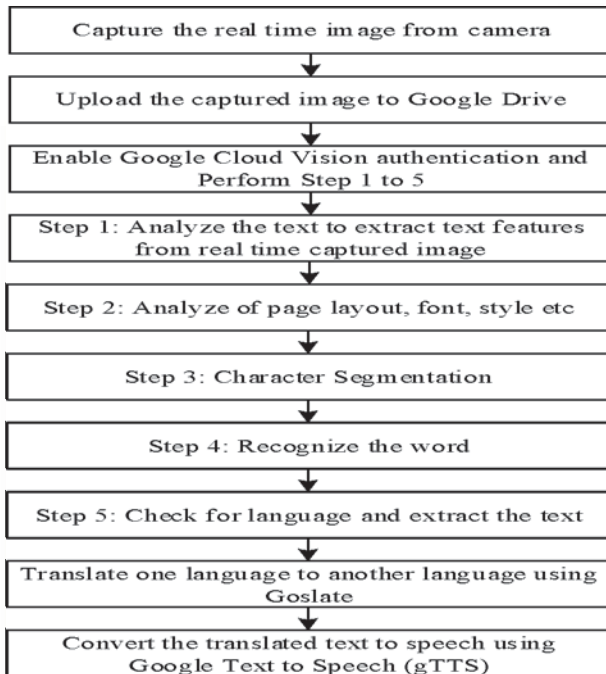 Capture the real time image from camera
Upload the captured image to Google Drive
Enable Google Cloud Vision authentication and
Perform Step 1 to 5
Step 1: Analyze the text to extract text features
from real time captured image
Step 2: Analyze of page layout, font, style etc
Step 3: Character Segmentation
Step 4: Recognize the word
Step 5: Check for language and extract the text
Translate one language to another language using
Goslate
Convert the translated text to speech using
Google Text to Speech (gTTS)